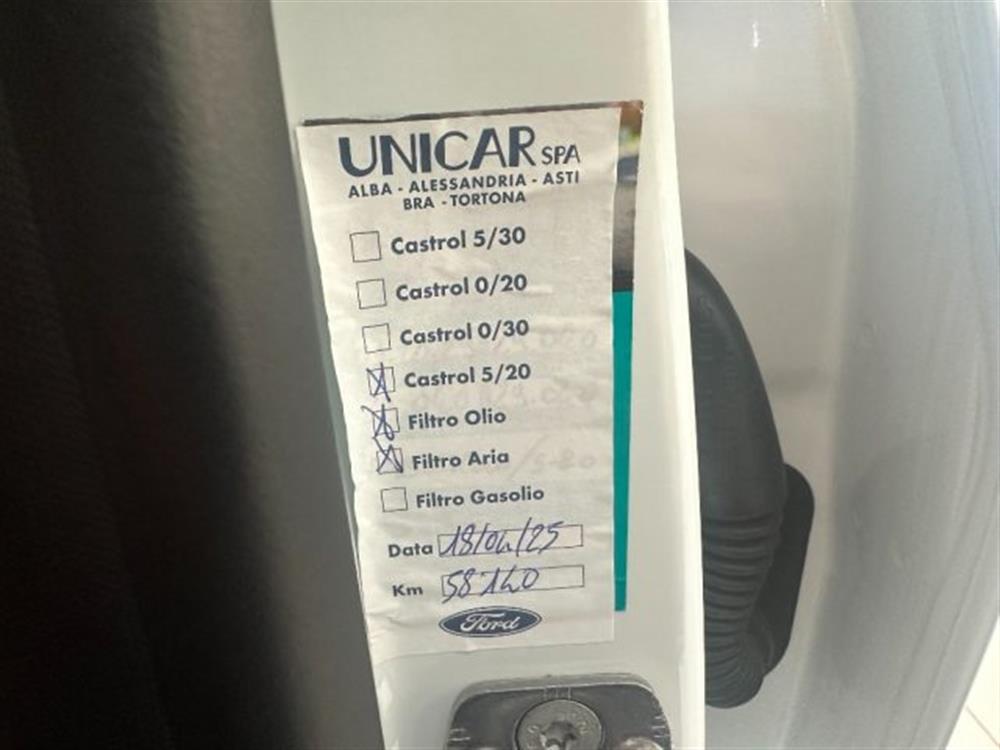 UNICAR SPA
ALBA - ALESSANDRIA - ASTI
BRA - TORTONA
Castrol 5/30
Castrol 0/20
Castrol 0/30
Castrol 5/20
Filtro Olio
Filtro Aria
Filtro Gasolio
Data 18/04/25
Km 58140
Ford